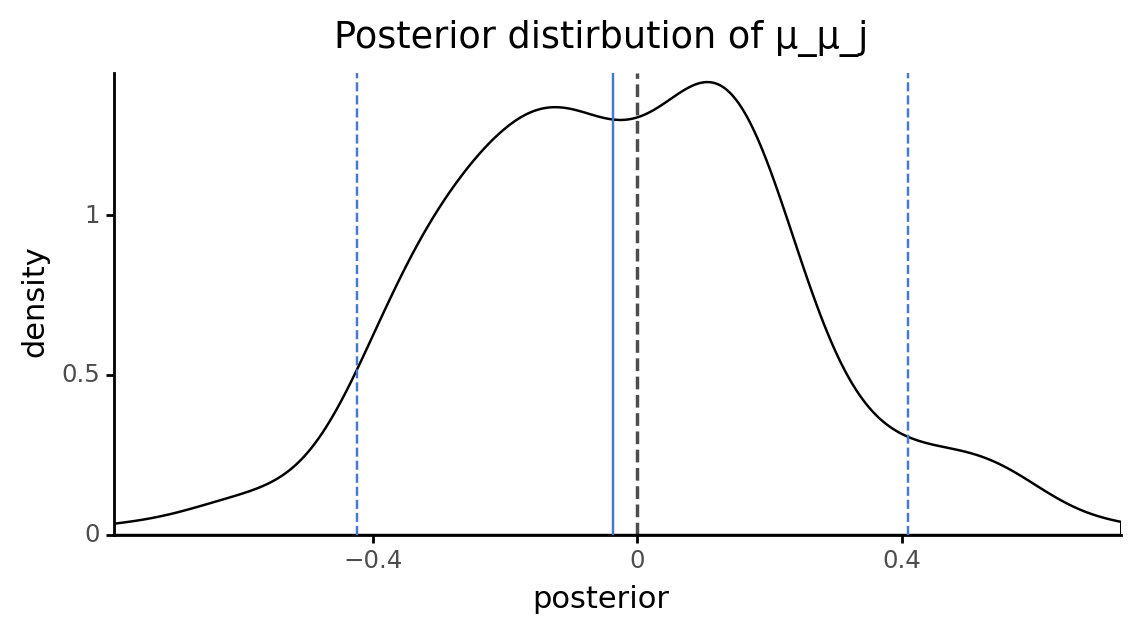 Posterior distirbution of μ_μ_j
density
1
0.5
0
−0.4
0
0.4
posterior